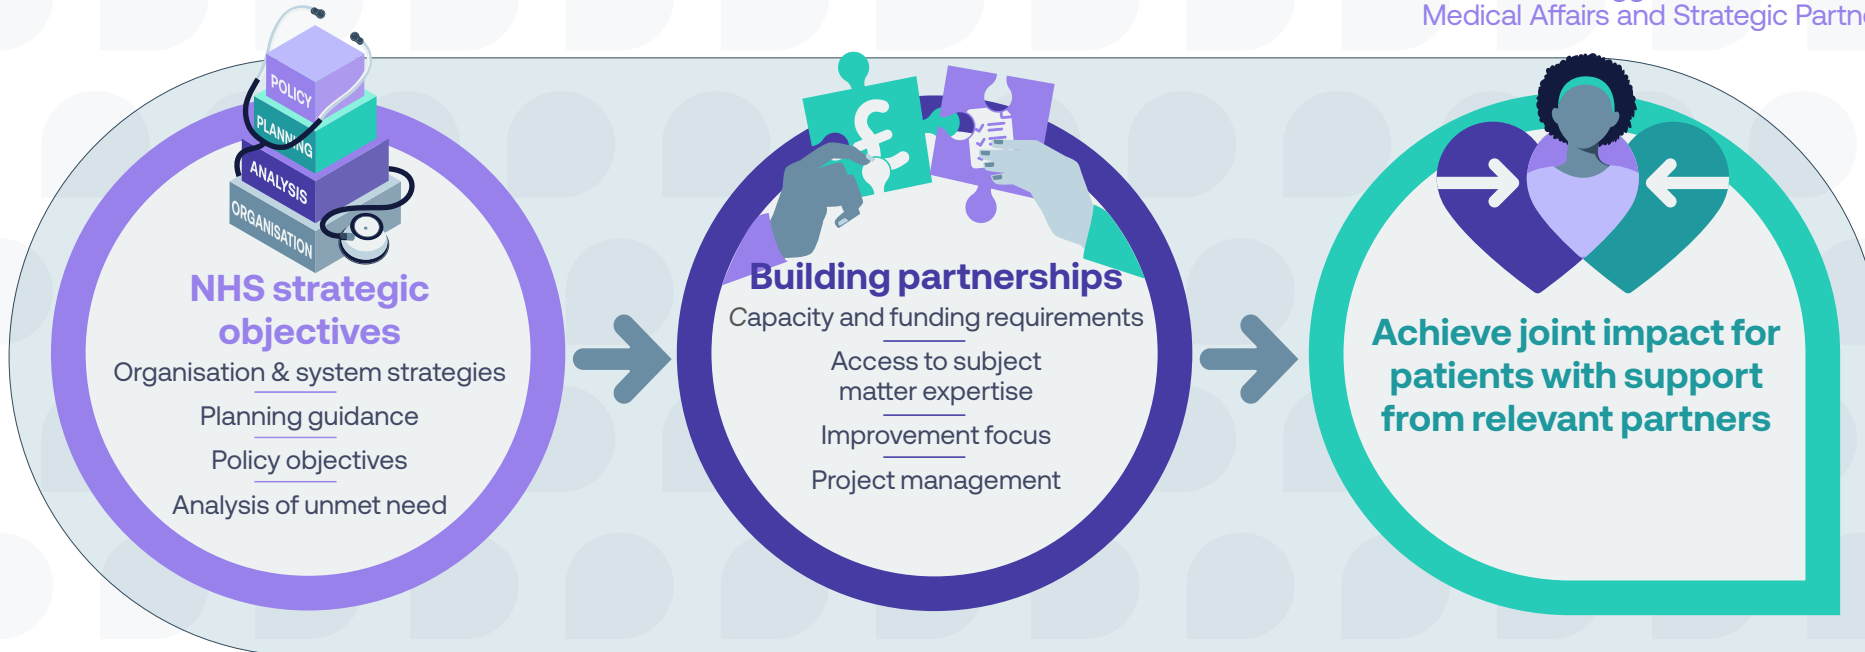 Medical Affairs and Strategic
POLICY
PLANNING
ANALYSIS
ORGANISATION
NHS strategic
objectives
Organisation & system strategies
Planning guidance
Policy objectives
Analysis of unmet need
£
Building partnerships
Capacity and funding requirements
Access to subject
matter expertise
Improvement focus
Project management
Achieve joint impact for
patients with support
from relevant partners